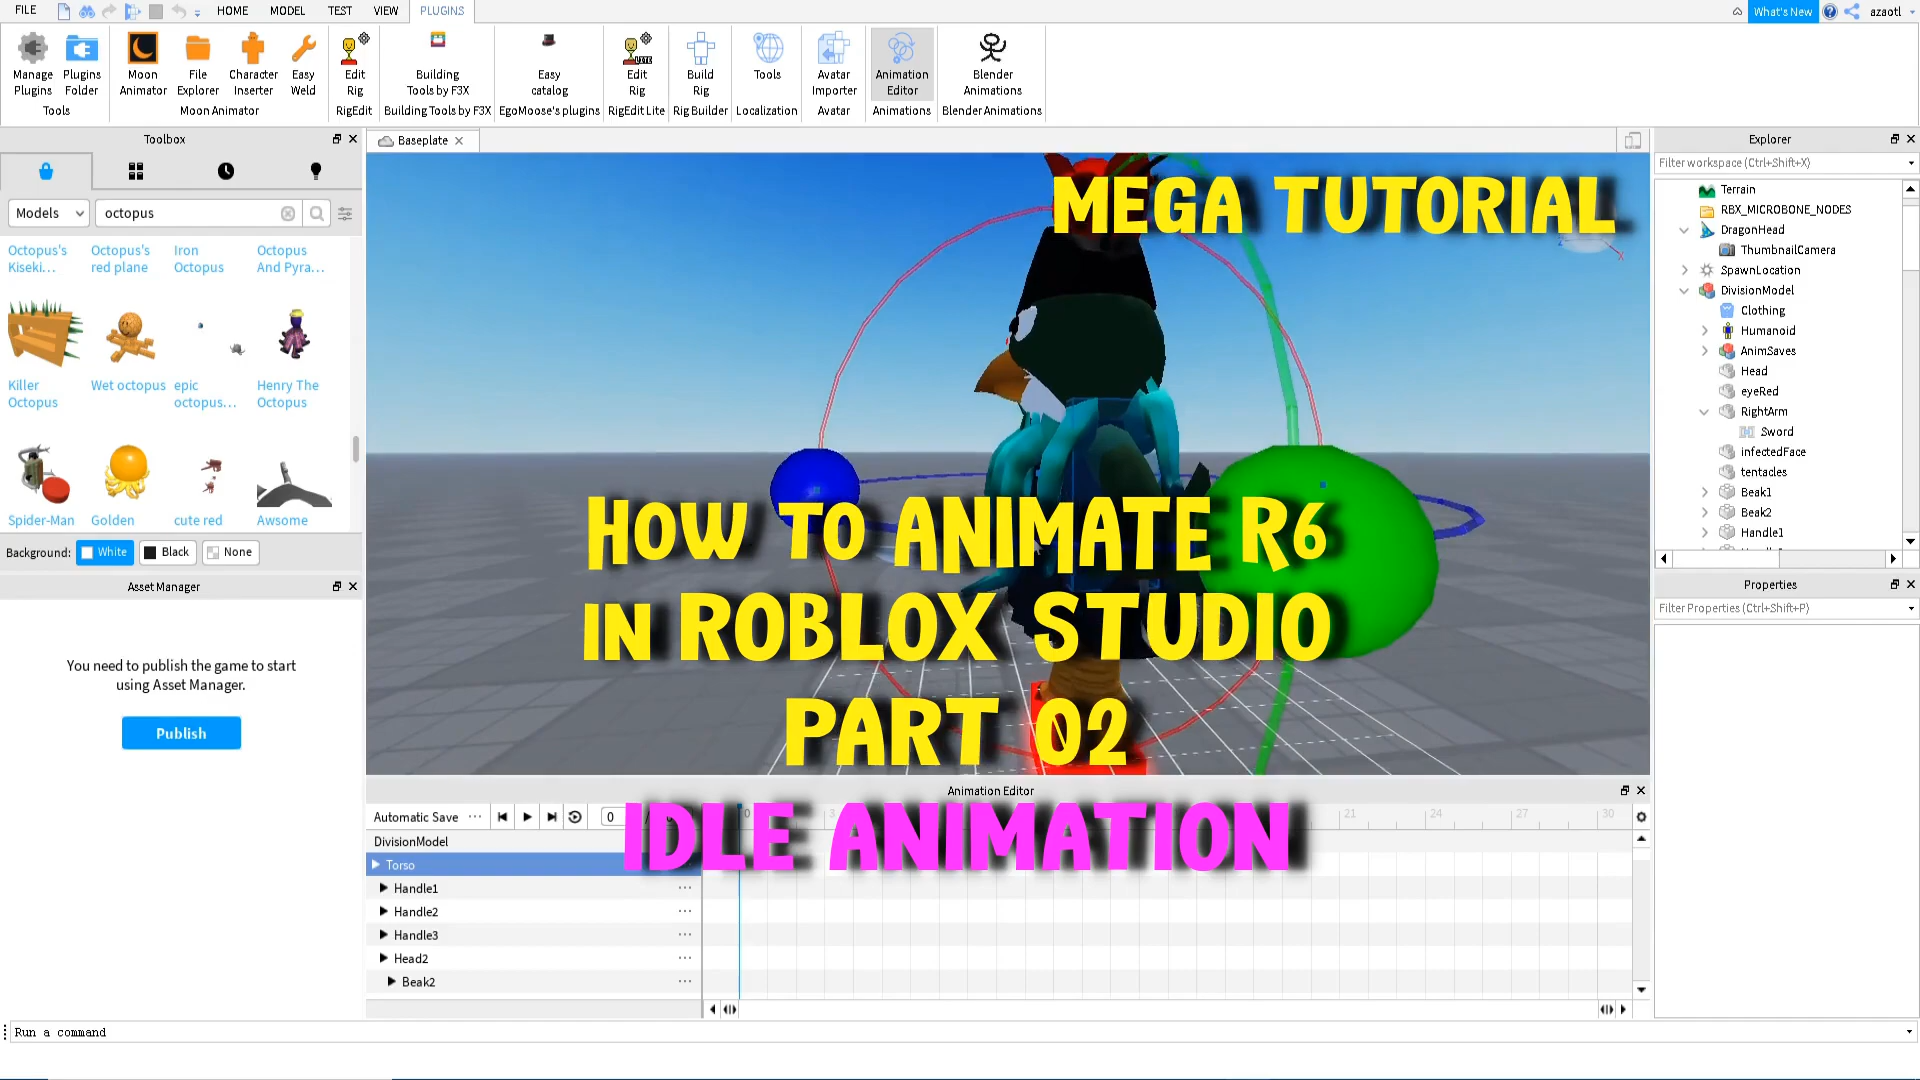 FILE HOME MODEL TEST VIEW PLUGINS What's New azaotl
Manage Plugins
Plugins Folder
Tools
Moon Animator
File Explorer
Character Inserter
Easy Weld
Moon Animator
Edit Rig
RigEdit
Building Tools by F3X
Building Tools by F3X
Easy catalog
EgoMoose's plugins
Edit Rig
RigEdit Lite
Build Rig
Rig Builder
Tools
Localization
Avatar Importer
Avatar
Animation Editor
Animations
Blender Animations
Blender Animations
Toolbox
Models
octopus
Octopus's Kiseki...
Octopus's red plane
Iron Octopus
Octopus And Pyra...
Killer Octopus
Wet octopus
epic octopus...
Henry The Octopus
Spider-Man
Golden
cute red
Awsome
Background: White Black None
Asset Manager
You need to publish the game to start
using Asset Manager.
Publish
Baseplate
MEGA TUTORIAL
HOW TO ANIMATE R6
IN ROBLOX STUDIO
PART 02
IDLE ANIMATION
Animation Editor
Automatic Save 0 0 3 21 24 27 30
DivisionModel
Torso
Handle1
Handle2
Handle3
Head2
Beak2
Explorer
Filter workspace (Ctrl+Shift+X)
Terrain
RBX_MICROBONE_NODES
DragonHead
ThumbnailCamera
SpawnLocation
DivisionModel
Clothing
Humanoid
AnimSaves
Head
eyeRed
RightArm
Sword
infectedFace
tentacles
Beak1
Beak2
Handle1
Properties
Filter Properties (Ctrl+Shift+P)
Run a command